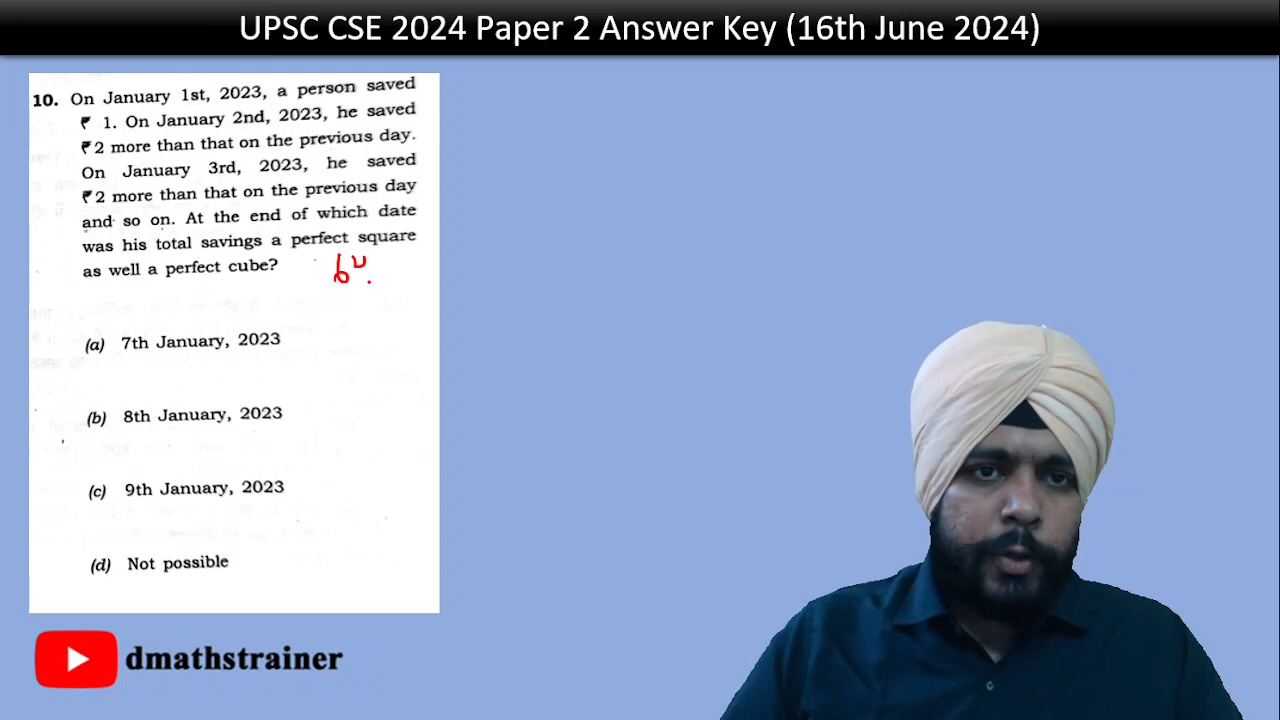 UPSC CSE 2024 Paper 2 Answer Key (16th June 2024)
10. On January 1st, 2023, a person saved
₹ 1. On January 2nd, 2023, he saved
₹2 more than that on the previous day.
On January 3rd, 2023, he saved
₹2 more than that on the previous day
and so on. At the end of which date
was his total savings a perfect square
as well a perfect cube?
(a) 7th January, 2023
(b) 8th January, 2023
(c) 9th January, 2023
(d) Not possible
dmathstrainer